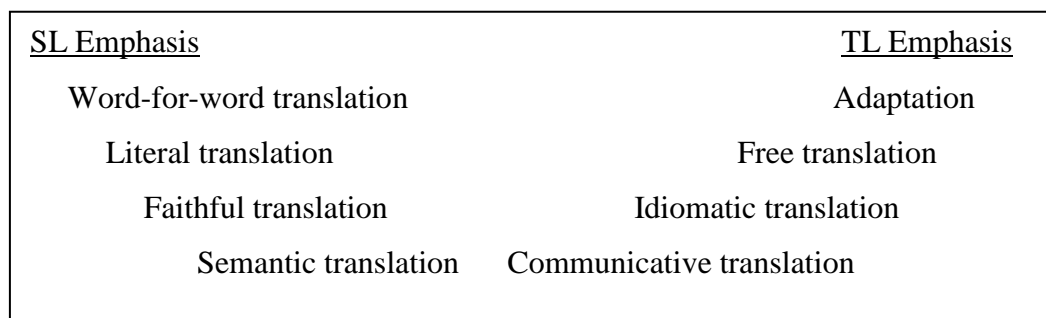 SL Emphasis TL Emphasis
Word-for-word translation Adaptation
Literal translation Free translation
Faithful translation Idiomatic translation
Semantic translation Communicative translation